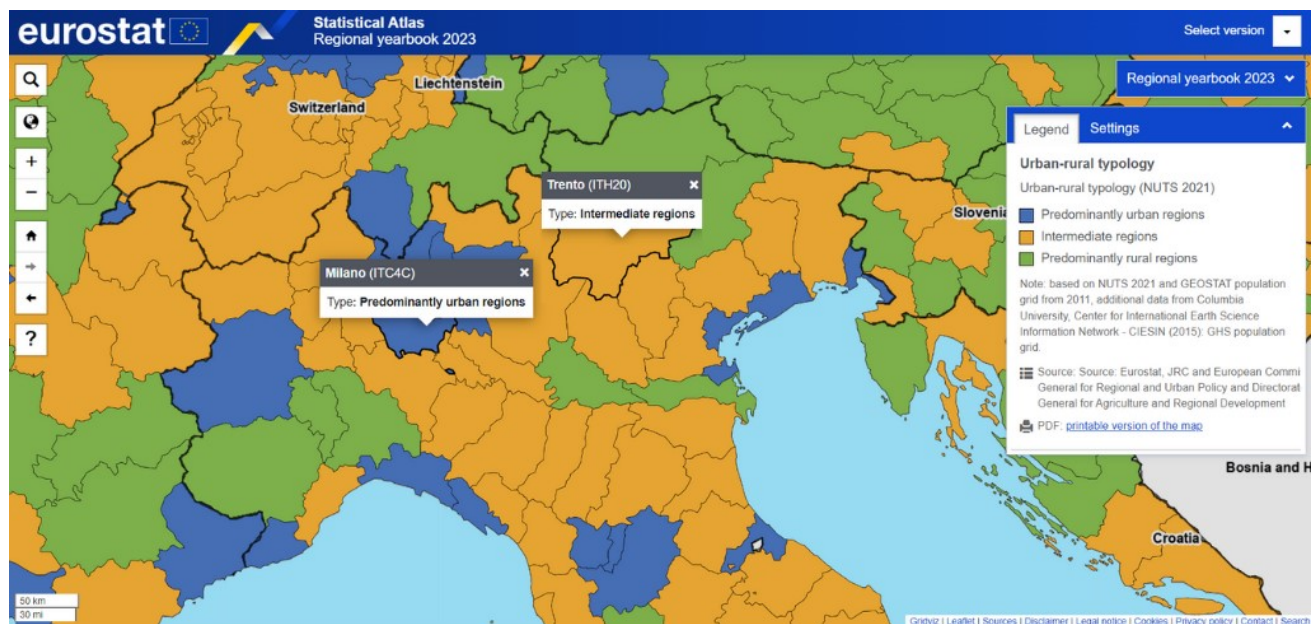 eurostat
Statistical Atlas
Regional yearbook 2023
Select version
Regional yearbook 2023
Legend
Settings
Urban-rural typology
Urban-rural typology (NUTS 2021)
Predominantly urban regions
Intermediate regions
Predominantly rural regions
Note: based on NUTS 2021 and GEOSTAT population
grid from 2011, additional data from Columbia
University, Center for International Earth Science
Information Network - CIESIN (2015): GHS population
grid.
Source: Source: Eurostat, JRC and European Commi
General for Regional and Urban Policy and Directorat
General for Agriculture and Regional Development
PDF: printable version of the map
Liechtenstein
Switzerland
Trento (ITH20)
×
Type: Intermediate regions
Slovenia
Milano (ITC4C)
×
Type: Predominantly urban regions
+
−
?
Bosnia and H
Croatia
50 km
30 mi
Gridviz | Leaflet | Sources | Disclaimer | Legal notice | Cookies | Privacy policy | Contact | Search